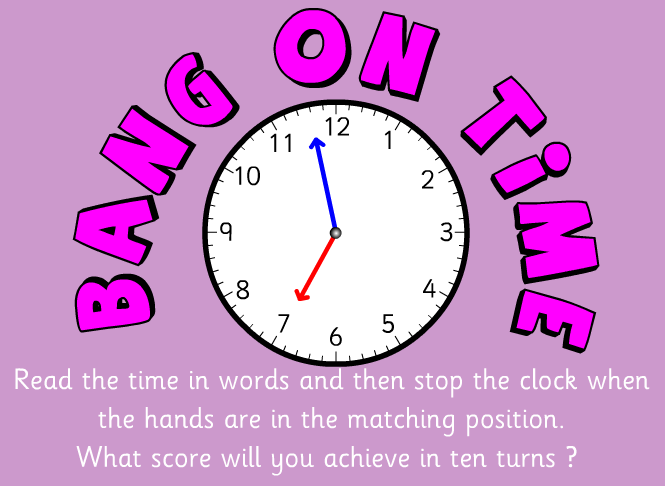 BANG ON TiME
12
11 1
10 2
9 3
8 4
7 5
6
Read the time in words and then stop the clock when
the hands are in the matching position.
What score will you achieve in ten turns ?